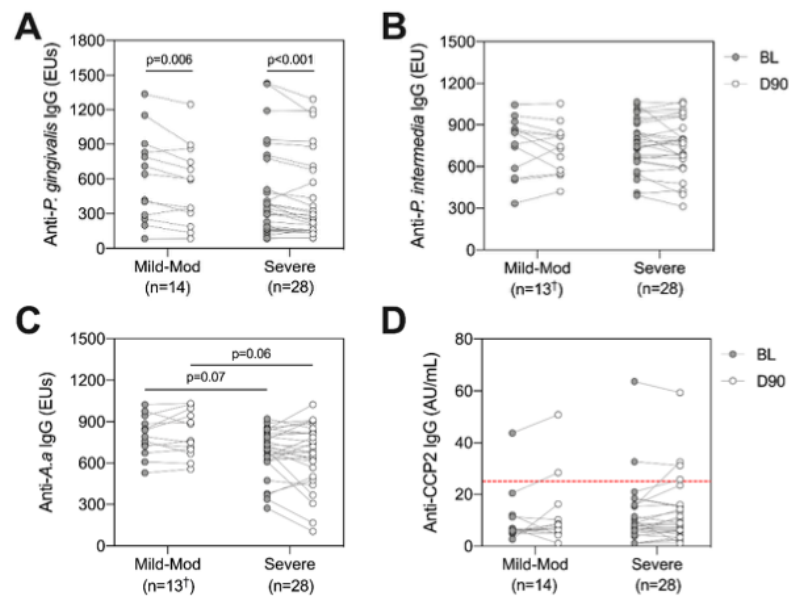 A
Anti-P. gingivalis IgG (EUs)
1800
1500
1200
900
600
300
0
p=0.006
p<0.001
Mild-Mod
(n=14)
Severe
(n=28)
B
Anti-P. intermedia IgG (EU)
1500
1200
900
600
300
0
Mild-Mod
(n=13†)
Severe
(n=28)
BL
D90
C
Anti-A.a IgG (EUs)
1500
1200
900
600
300
0
p=0.06
p=0.07
Mild-Mod
(n=13†)
Severe
(n=28)
D
Anti-CCP2 IgG (AU/mL)
80
60
40
20
0
Mild-Mod
(n=14)
Severe
(n=28)
BL
D90